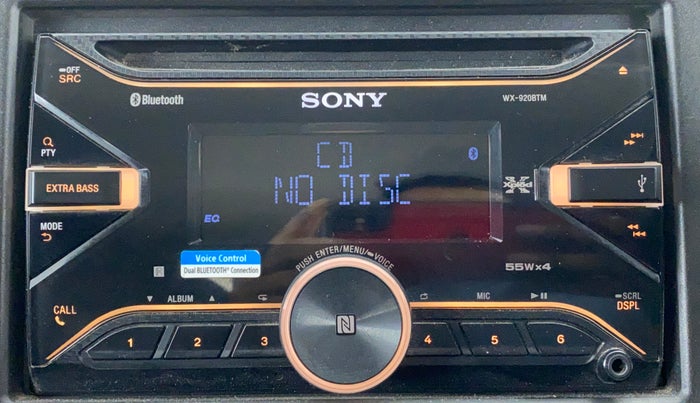 OFF
SRC
Bluetooth
SONY
WX-920BTM
PTY
CD
NO DISC
EXTRA BASS
Xplod
MODE
EQ
Voice Control
Dual BLUETOOTH® Connection
PUSH ENTER/MENU/VOICE
55W×4
ALBUM
MIC
SCRL
DSPL
CALL
1
2
3
4
5
6